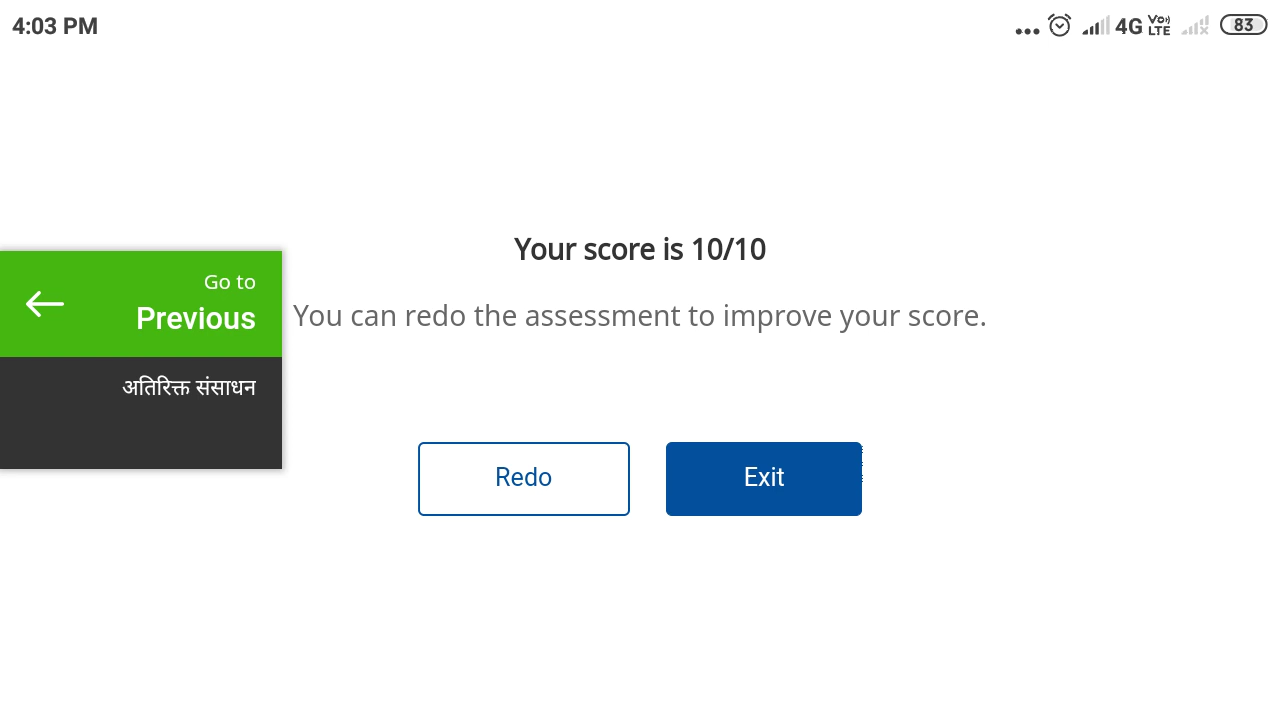 4:03 PM
4G Vo LTE 83
Your score is 10/10
Go to
Previous
You can redo the assessment to improve your score.
अतिरिक्त संसाधन
Redo
Exit